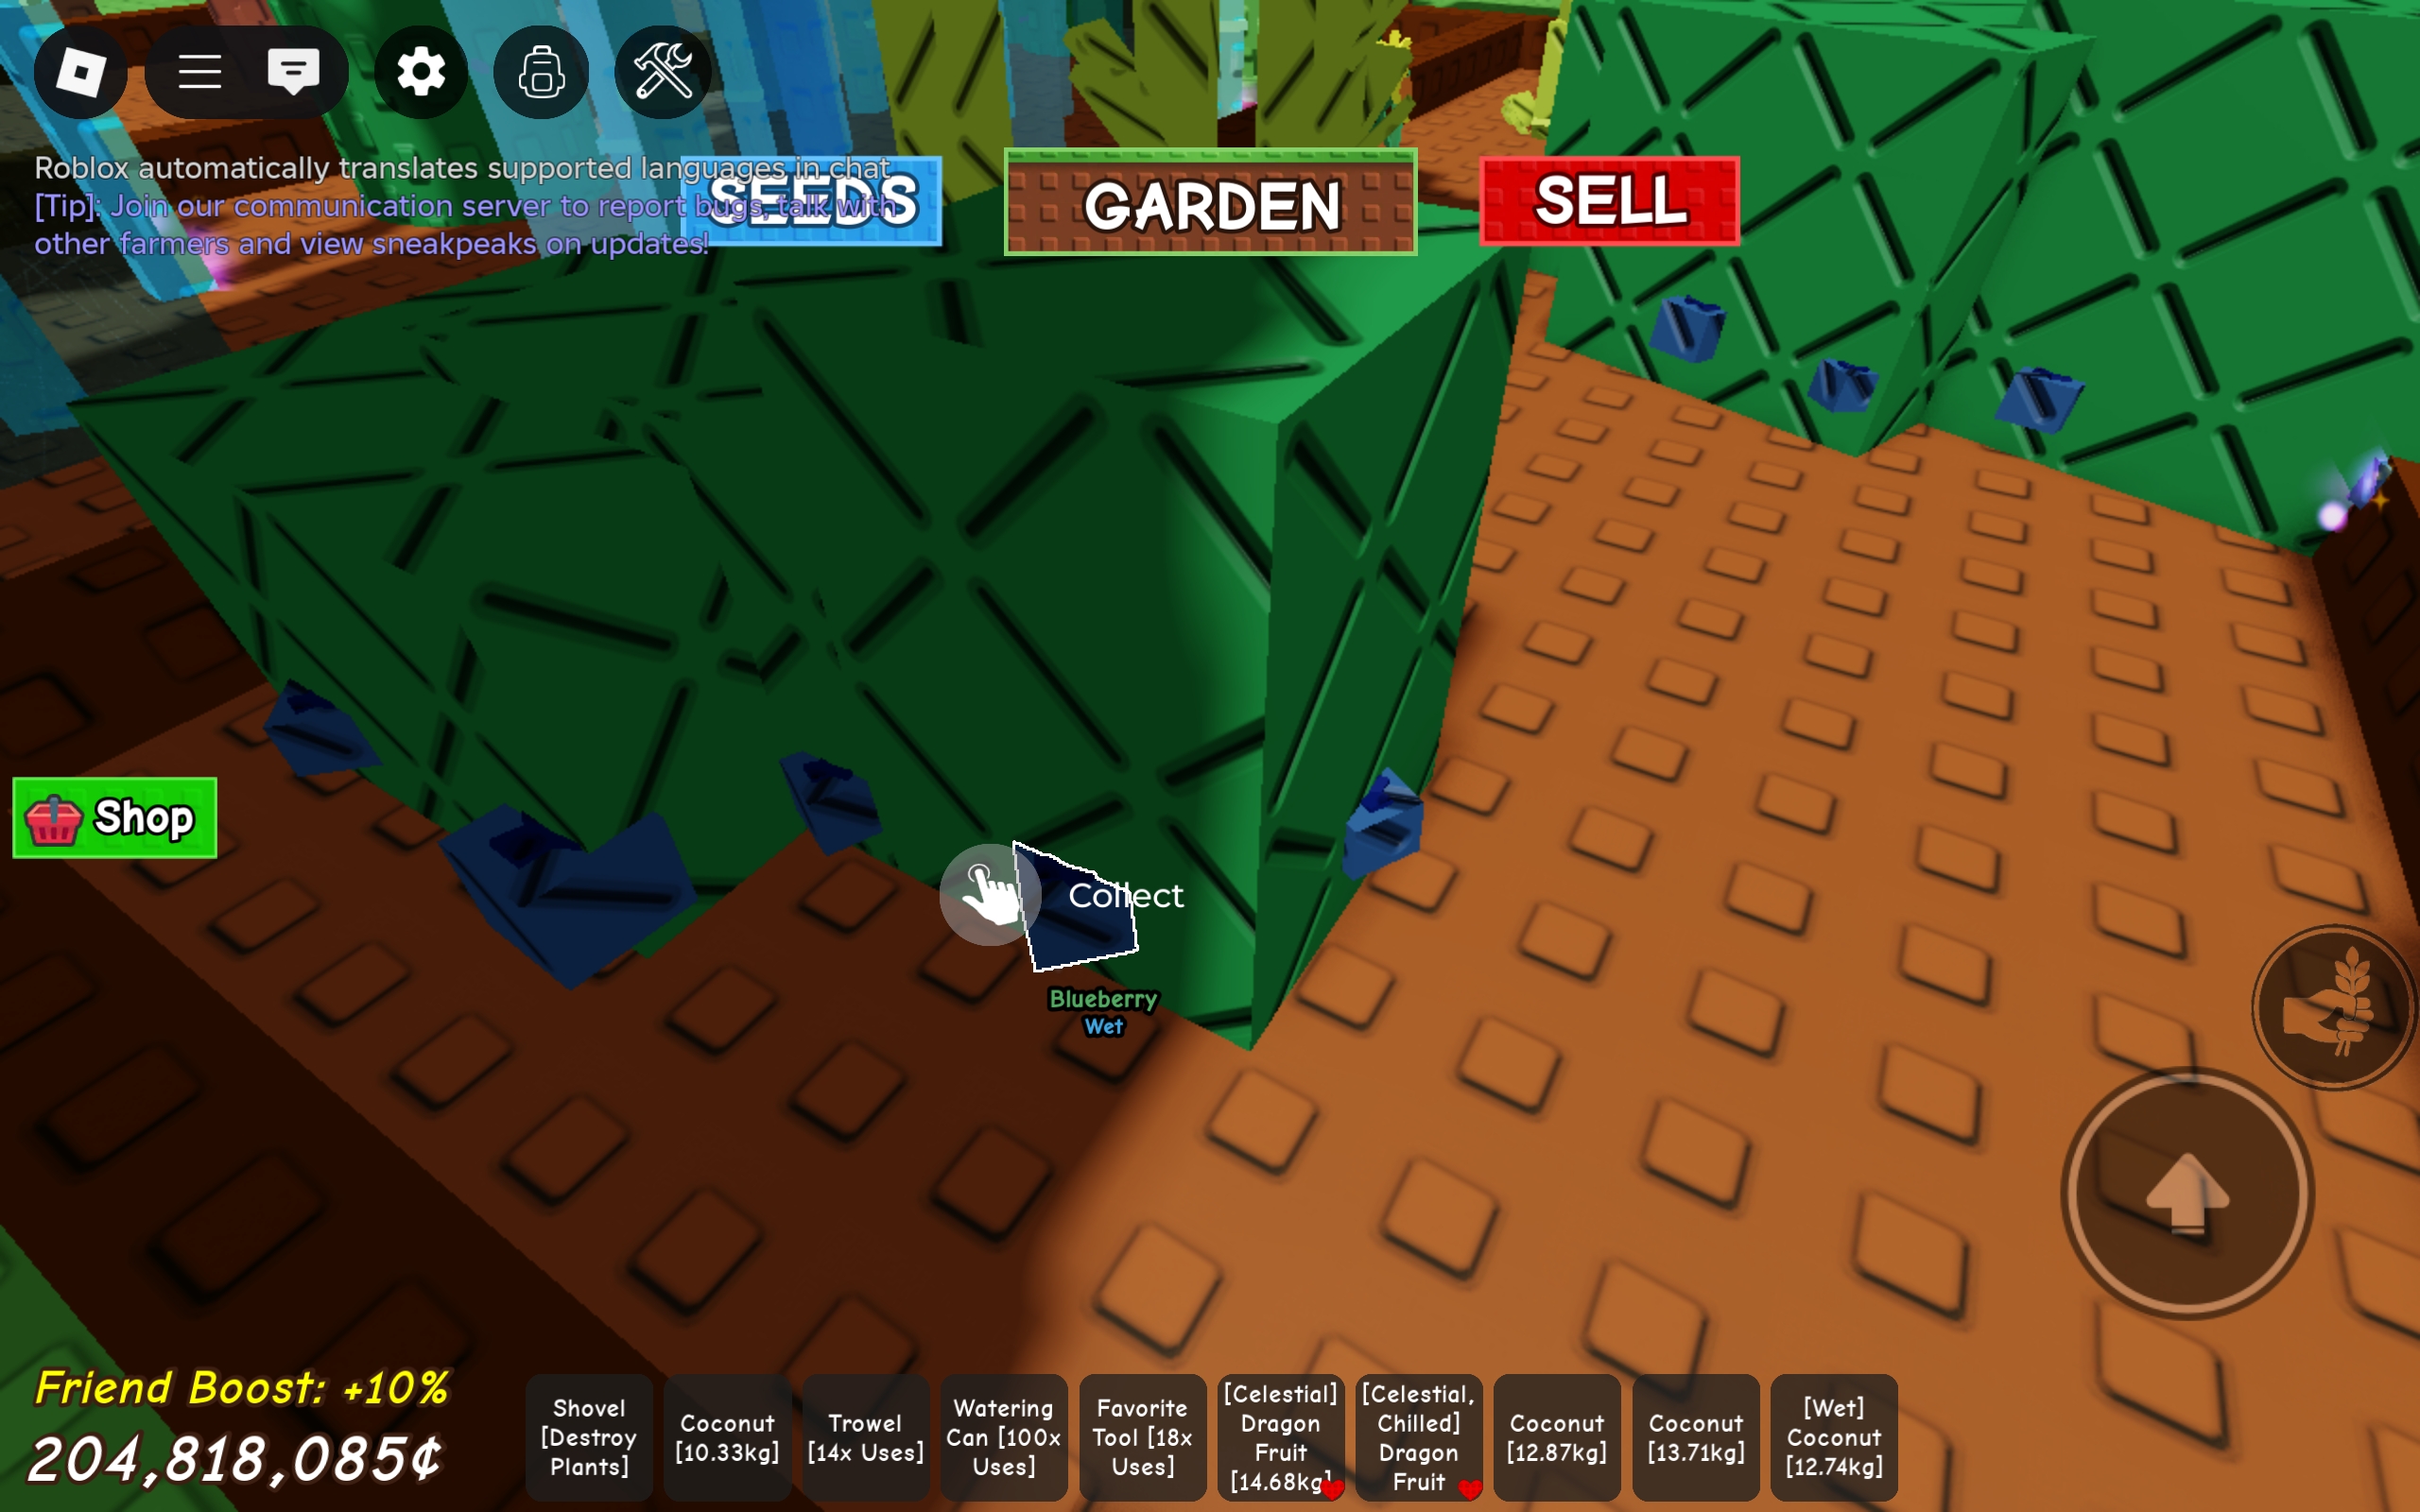 Roblox automatically translates supported languages in chat
[Tip]: Join our communication server to report bugs, talk with
other farmers and view sneakpeaks on updates!
SEEDS
GARDEN
SELL
Shop
Collect
Blueberry
Wet
Friend Boost: +10%
204,818,085¢
Shovel
[Destroy
Plants]
Coconut
[10.33kg]
Trowel
[14x Uses]
Watering
Can [100x
Uses]
Favorite
Tool [18x
Uses]
[Celestial]
Dragon
Fruit
[14.68kg]
[Celestial,
Chilled]
Dragon
Fruit
Coconut
[12.87kg]
Coconut
[13.71kg]
[Wet]
Coconut
[12.74kg]